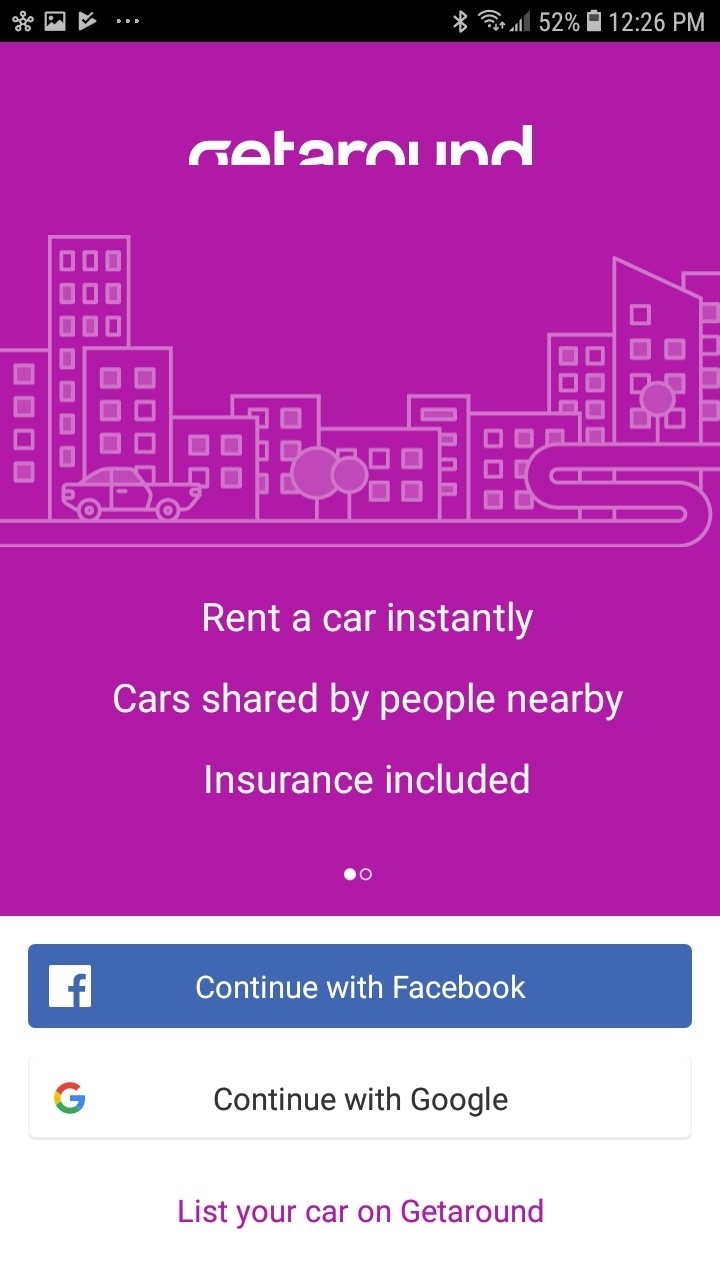 52% 12:26 PM
getaround
Rent a car instantly
Cars shared by people nearby
Insurance included
Continue with Facebook
Continue with Google
List your car on Getaround